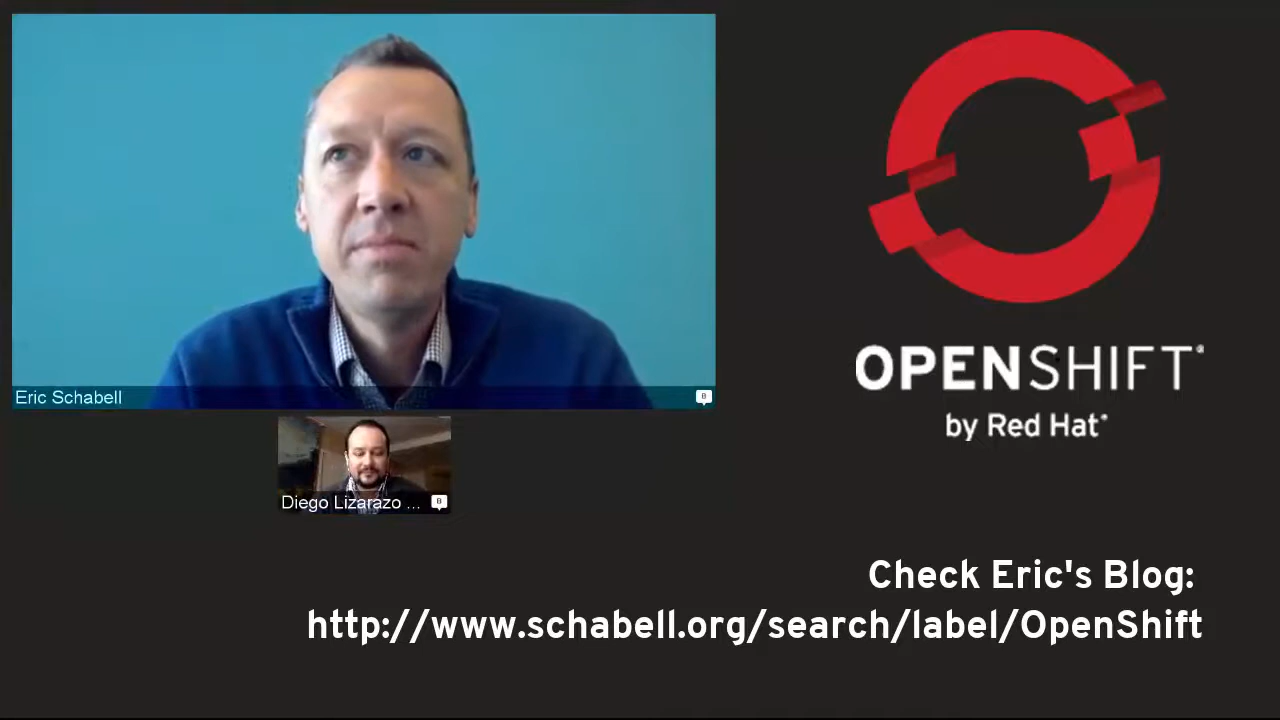 OPENSHIFT
by Red Hat
Eric Schabell
B
Diego Lizarazo ...
B
Check Eric's Blog:
http://www.schabell.org/search/label/OpenShift